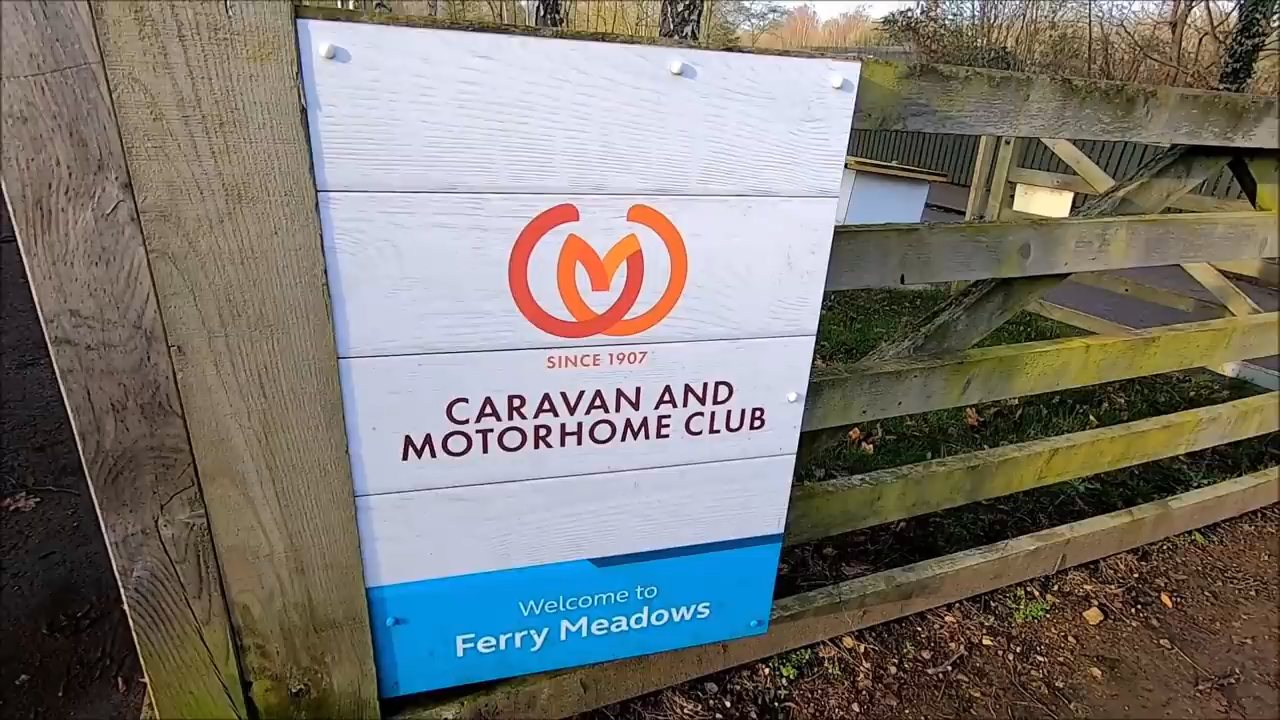 SINCE 1907
CARAVAN AND
MOTORHOME CLUB
Welcome to
Ferry Meadows